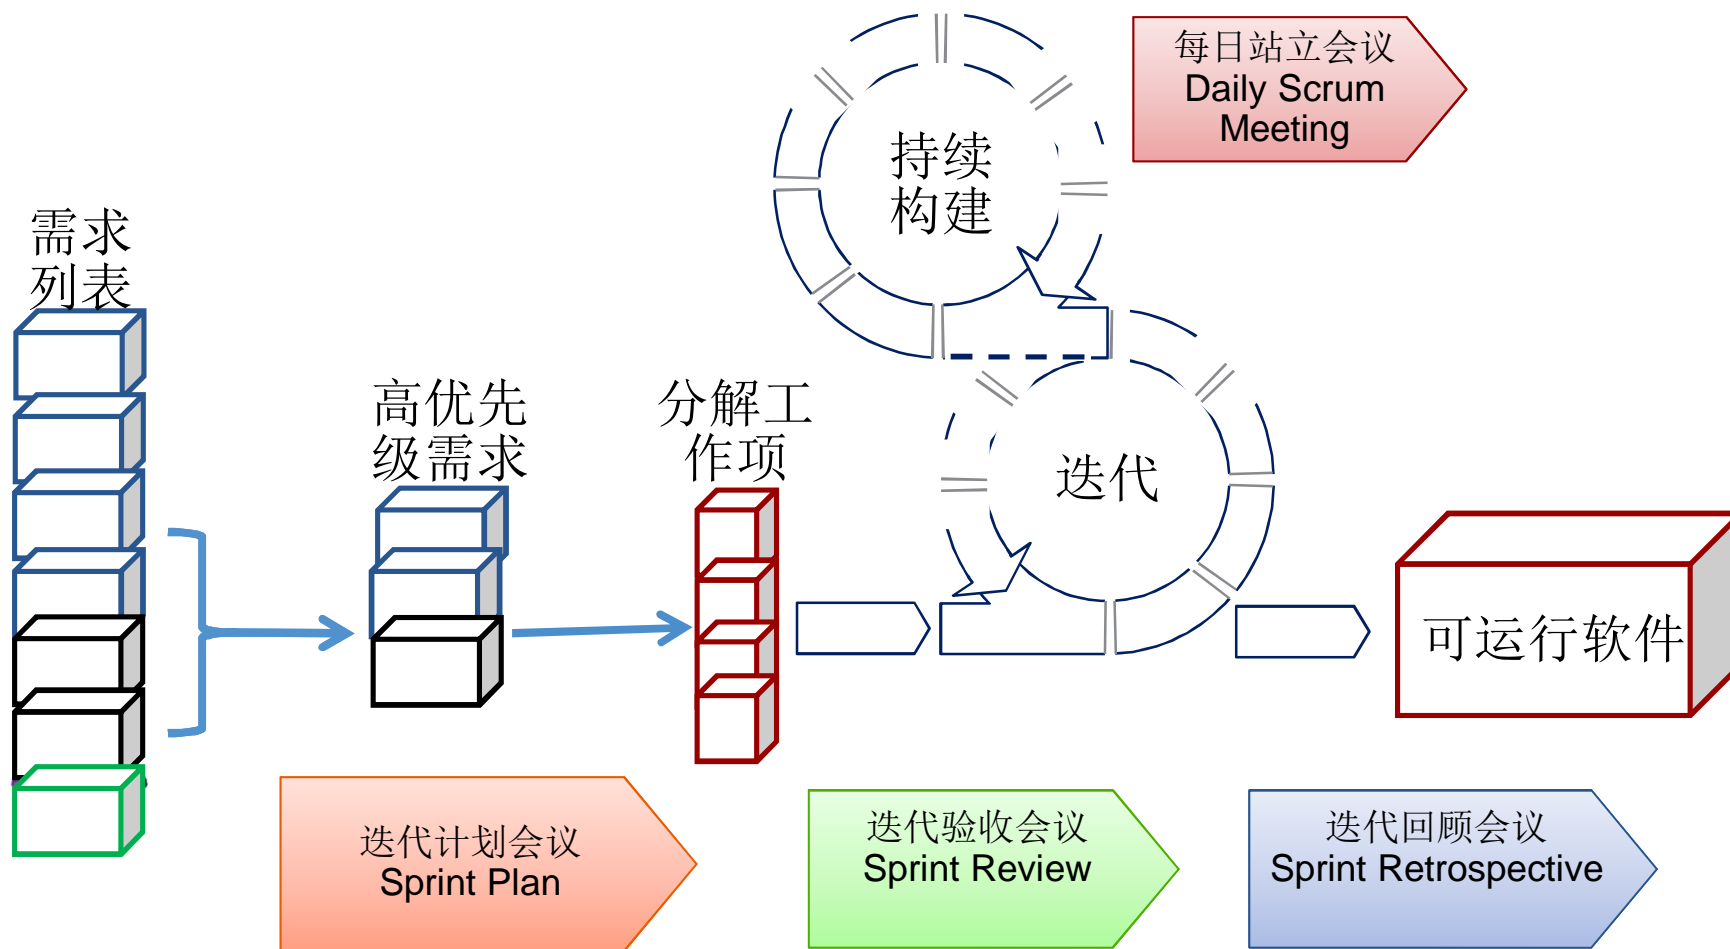 每日站立会议
Daily Scrum
Meeting
持续
构建
需求
列表
高优先
级需求
分解工
作项
迭代
可运行软件
迭代计划会议
Sprint Plan
迭代验收会议
Sprint Review
迭代回顾会议
Sprint Retrospective